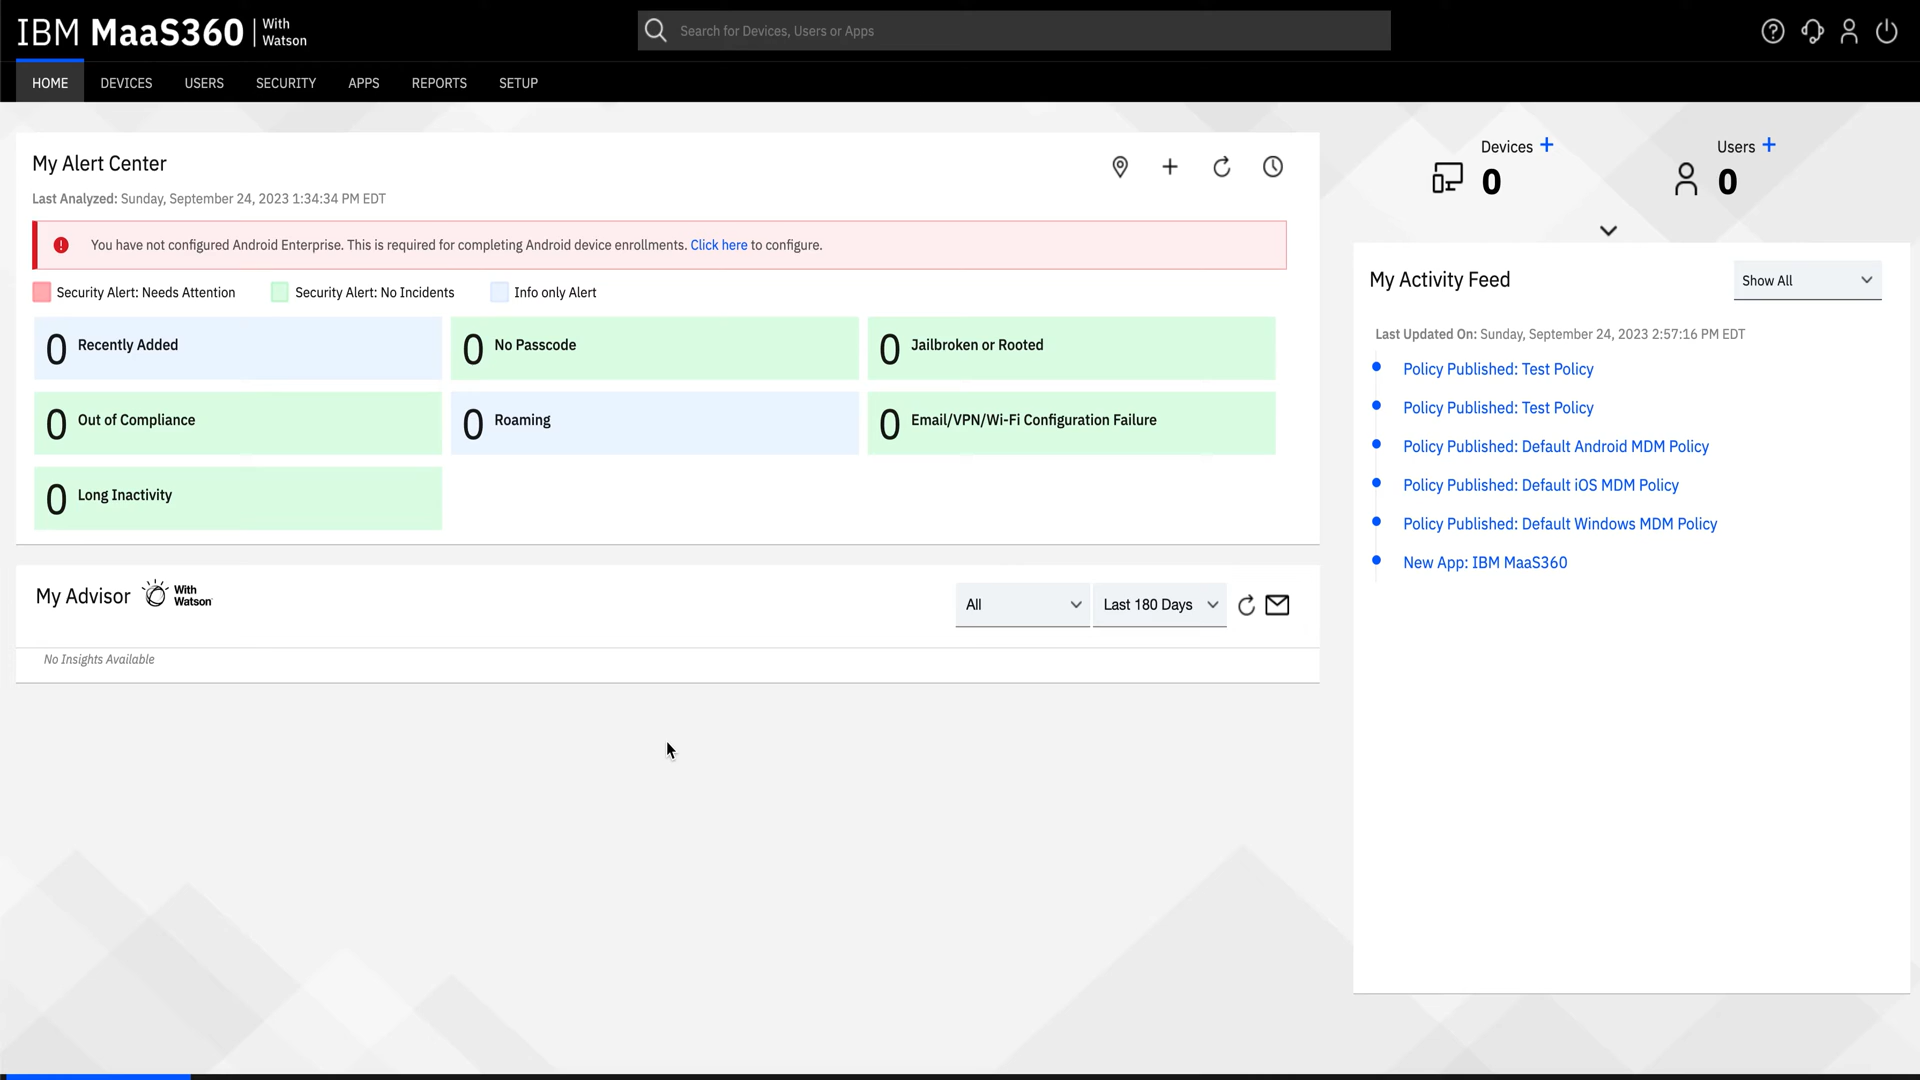 IBM MaaS360 | With Watson
Search for Devices, Users or Apps
HOME DEVICES USERS SECURITY APPS REPORTS SETUP
My Alert Center
Last Analyzed: Sunday, September 24, 2023 1:34:34 PM EDT
You have not configured Android Enterprise. This is required for completing Android device enrollments. Click here to configure.
Security Alert: Needs Attention Security Alert: No Incidents Info only Alert
0 Recently Added 0 No Passcode 0 Jailbroken or Rooted
0 Out of Compliance 0 Roaming 0 Email/VPN/Wi-Fi Configuration Failure
0 Long Inactivity
My Advisor With Watson
All Last 180 Days
No Insights Available
Devices + Users +
0 0
My Activity Feed Show All
Last Updated On: Sunday, September 24, 2023 2:57:16 PM EDT
Policy Published: Test Policy
Policy Published: Test Policy
Policy Published: Default Android MDM Policy
Policy Published: Default iOS MDM Policy
Policy Published: Default Windows MDM Policy
New App: IBM MaaS360